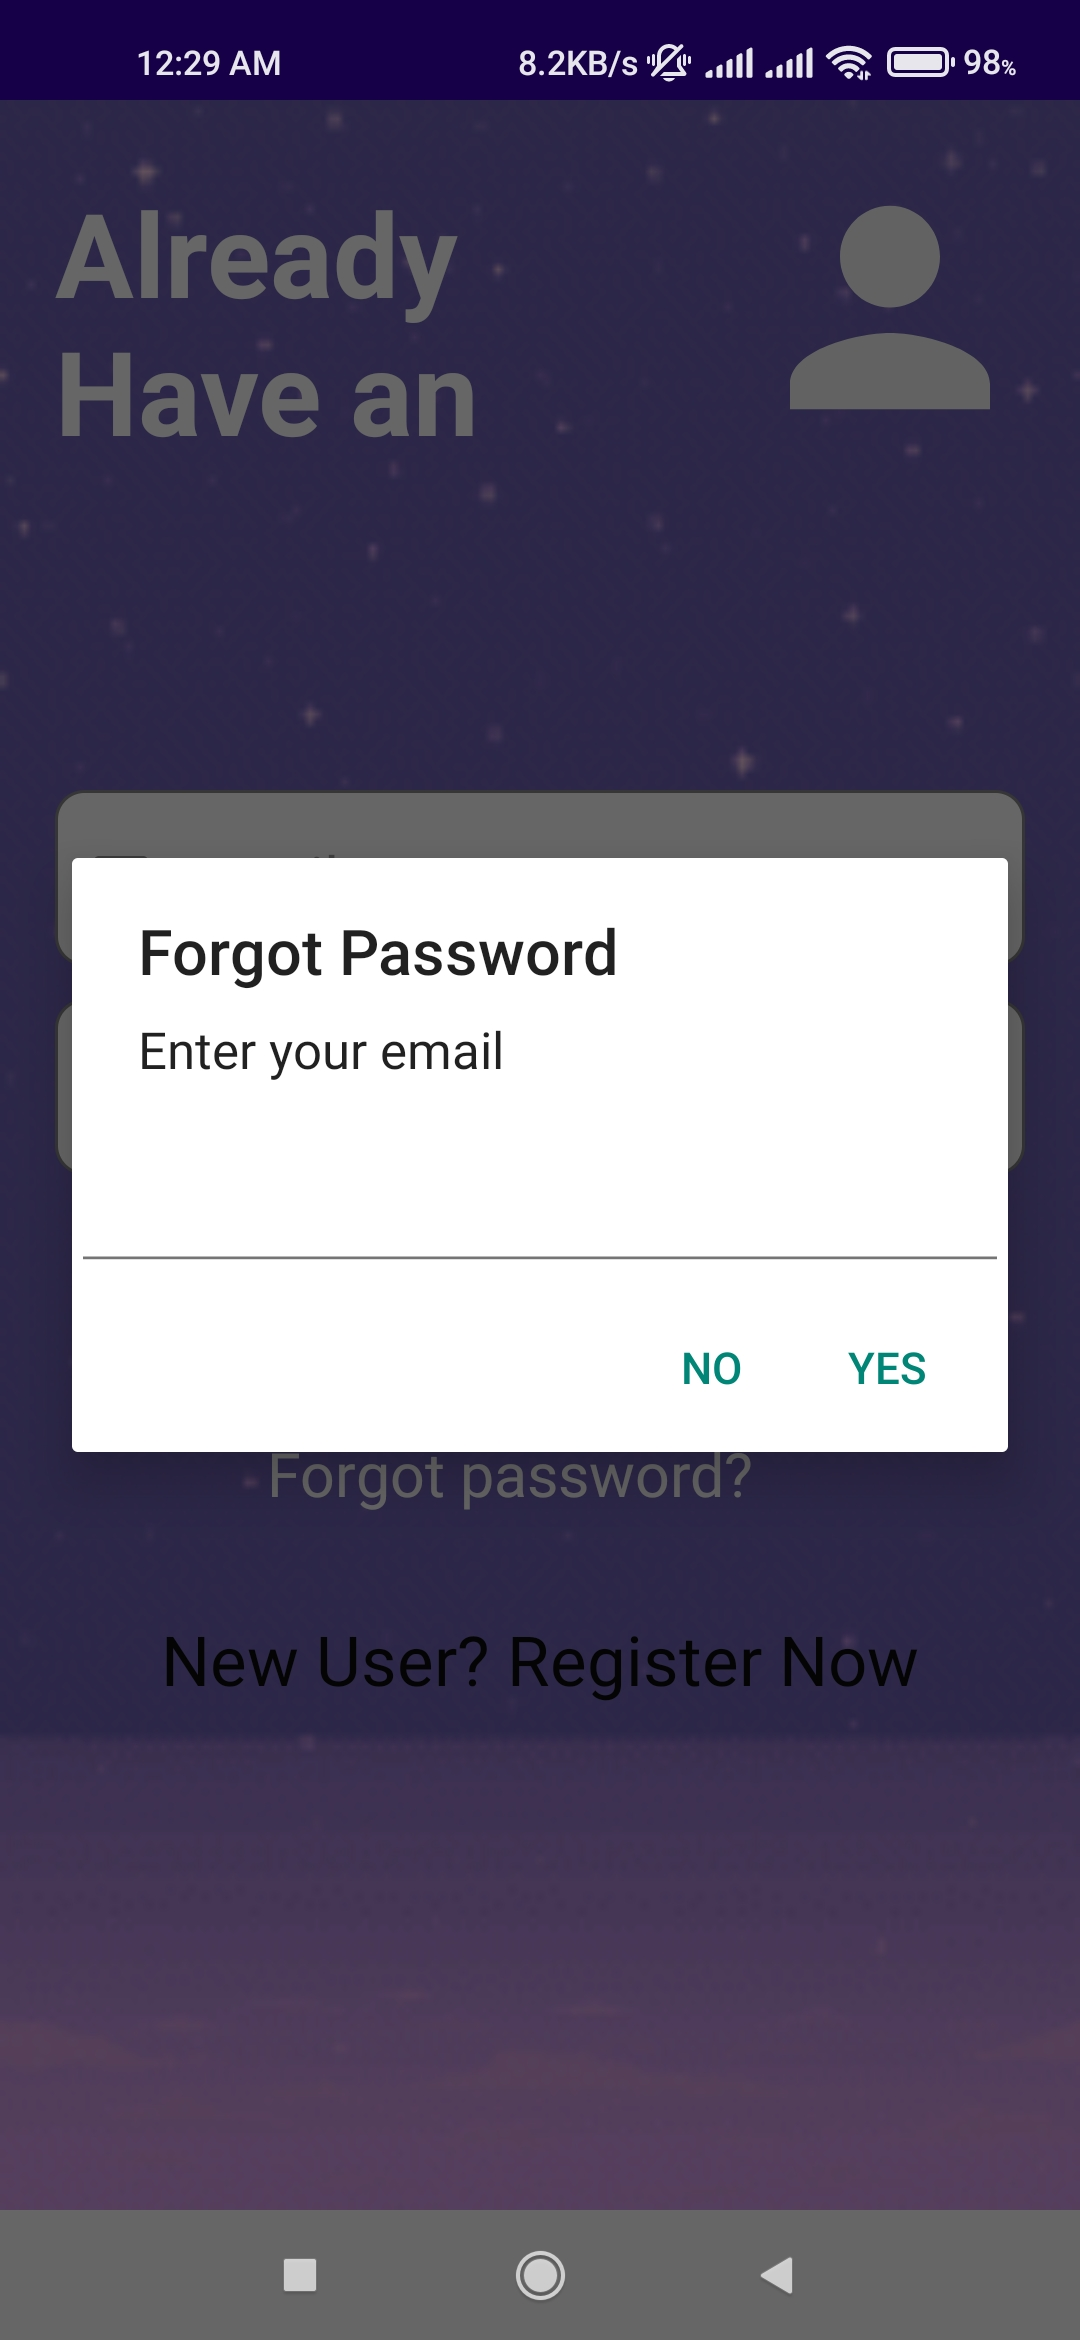 12:29 AM 8.2KB/s 98%
Already
Have an
Forgot Password
Enter your email
NO YES
Forgot password?
New User? Register Now